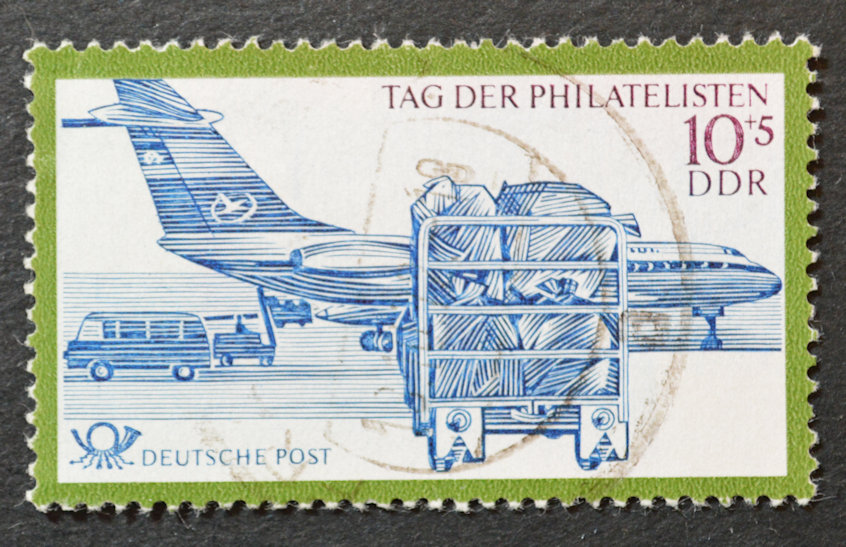 TAG DER PHILATELISTEN
10+5
DDR
DEUTSCHE POST